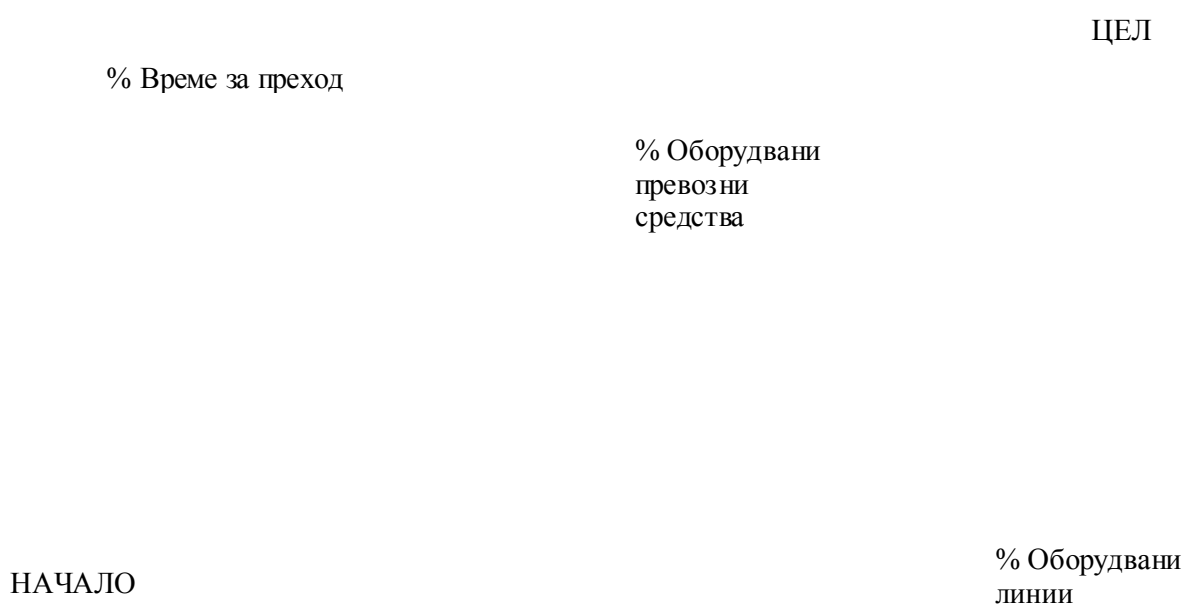 ЦЕЛ
% Време за преход
% Оборудвани
превозни
средства
% Оборудвани
линии
НАЧАЛО